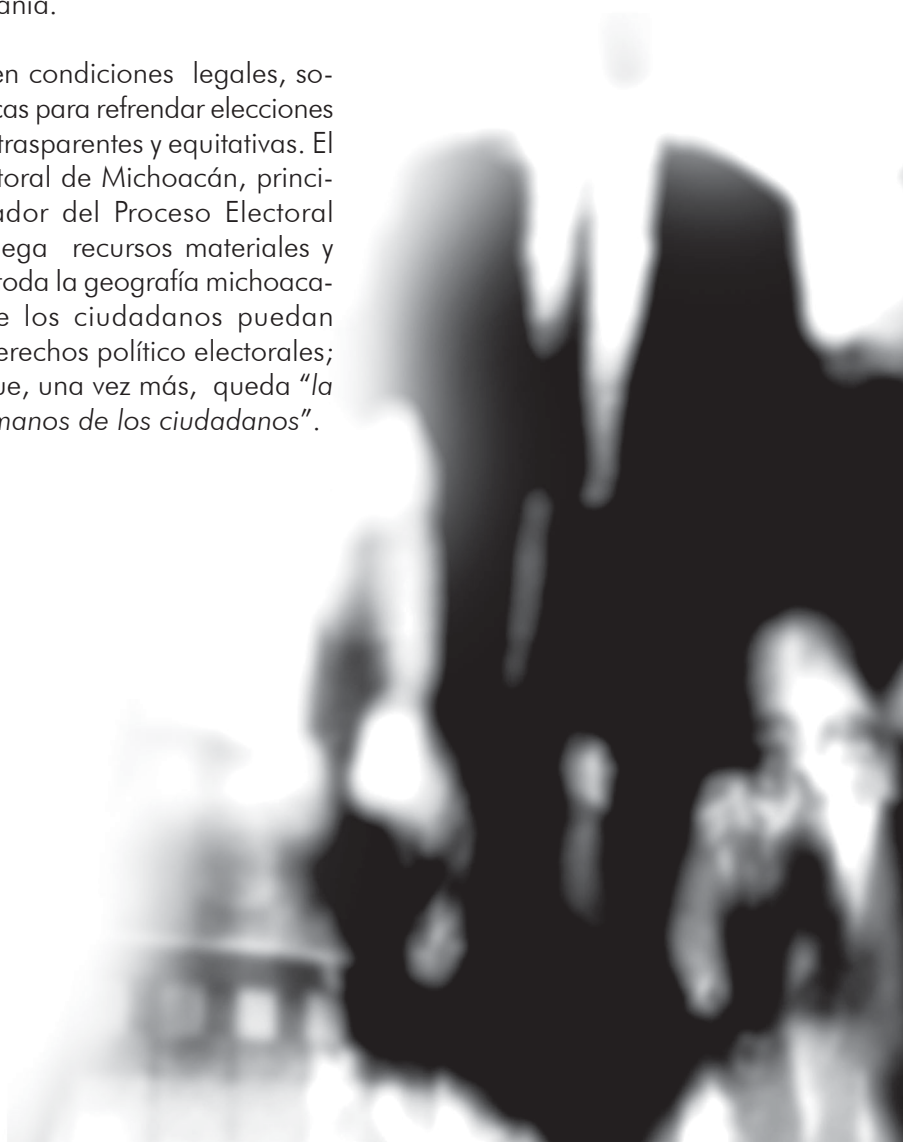 anía.
en condiciones legales, so-
cas para refrendar elecciones
trasparentes y equitativas. El
toral de Michoacán, princi-
ador del Proceso Electoral
ega recursos materiales y
toda la geografía michoaca-
e los ciudadanos puedan
erechos político electorales;
ue, una vez más, queda “la
manos de los ciudadanos”.